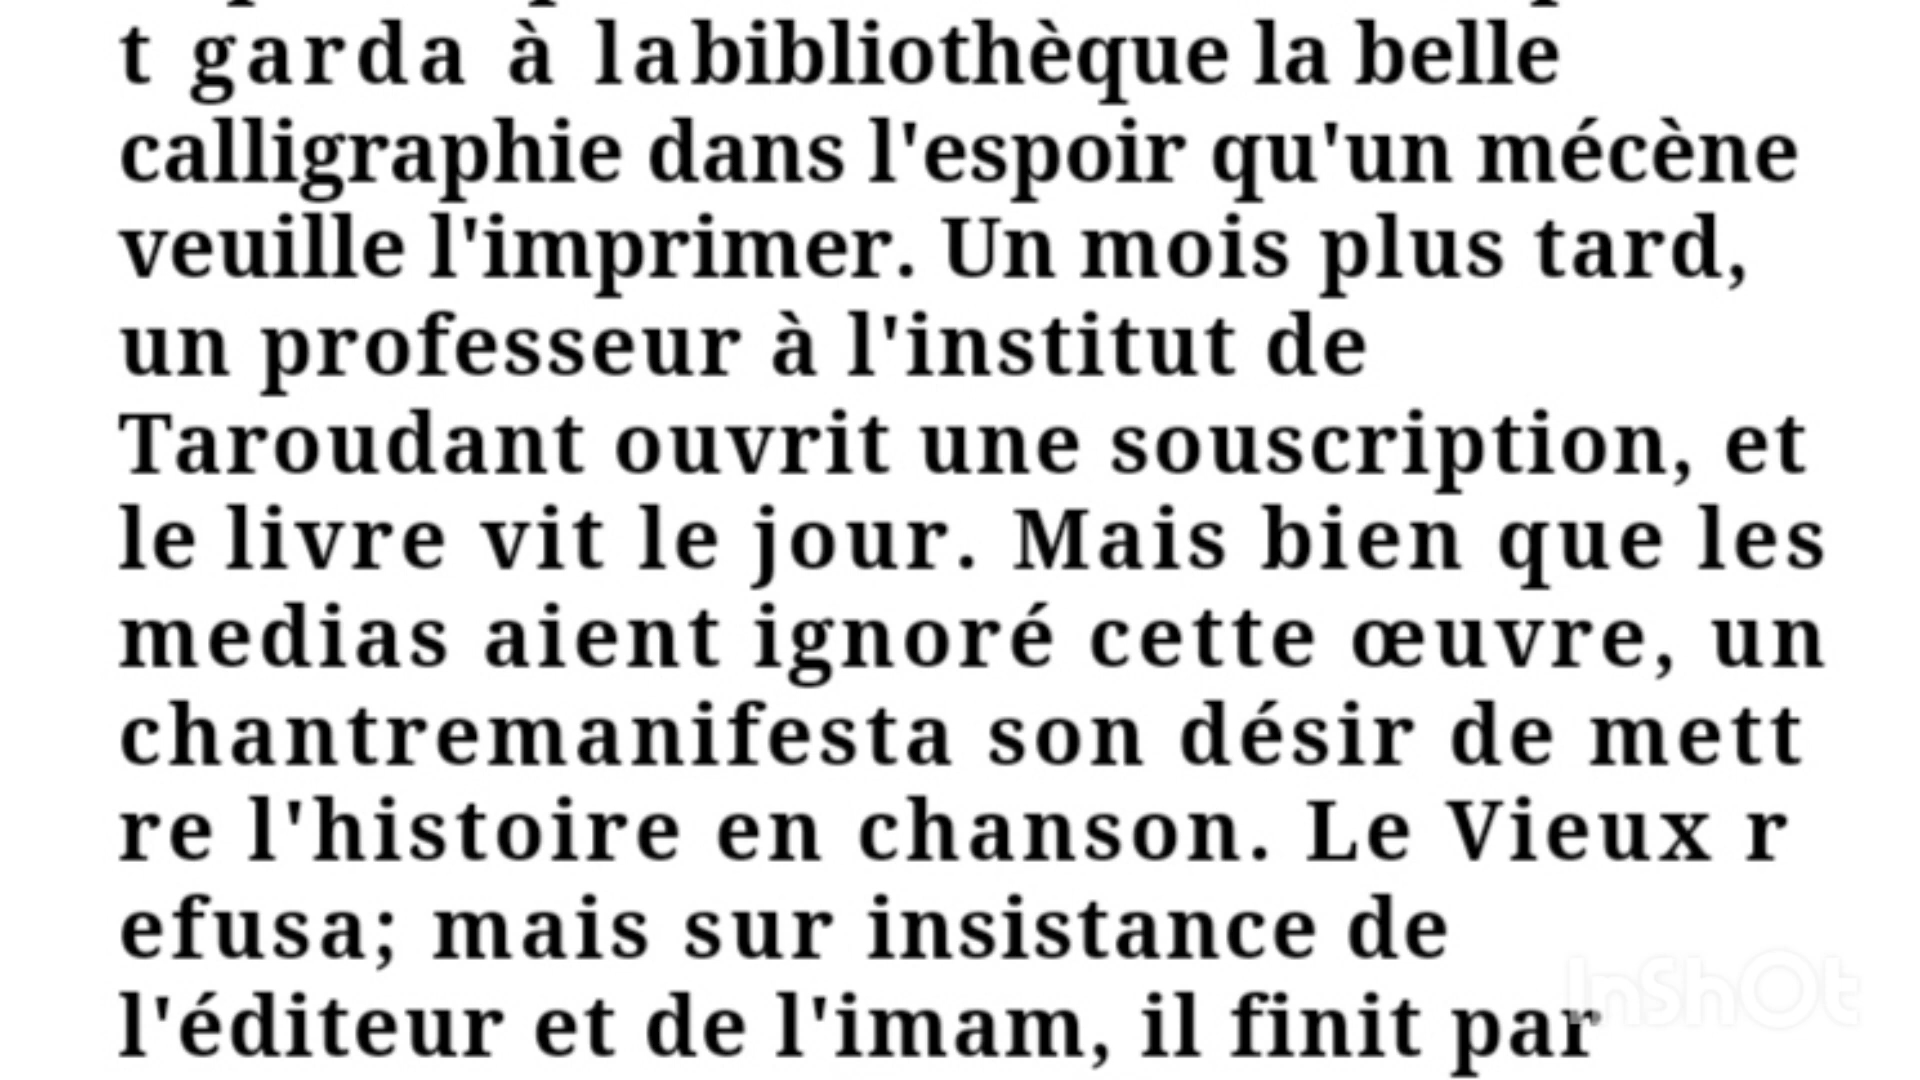 t garda à labibliothèque la belle
calligraphie dans l'espoir qu'un mécène
veuille l'imprimer. Un mois plus tard,
un professeur à l'institut de
Taroudant ouvrit une souscription, et
le livre vit le jour. Mais bien que les
medias aient ignoré cette œuvre, un
chantremanifesta son désir de mett
re l'histoire en chanson. Le Vieux r
efusa; mais sur insistance de
l'éditeur et de l'imam, il finit par
InShOt